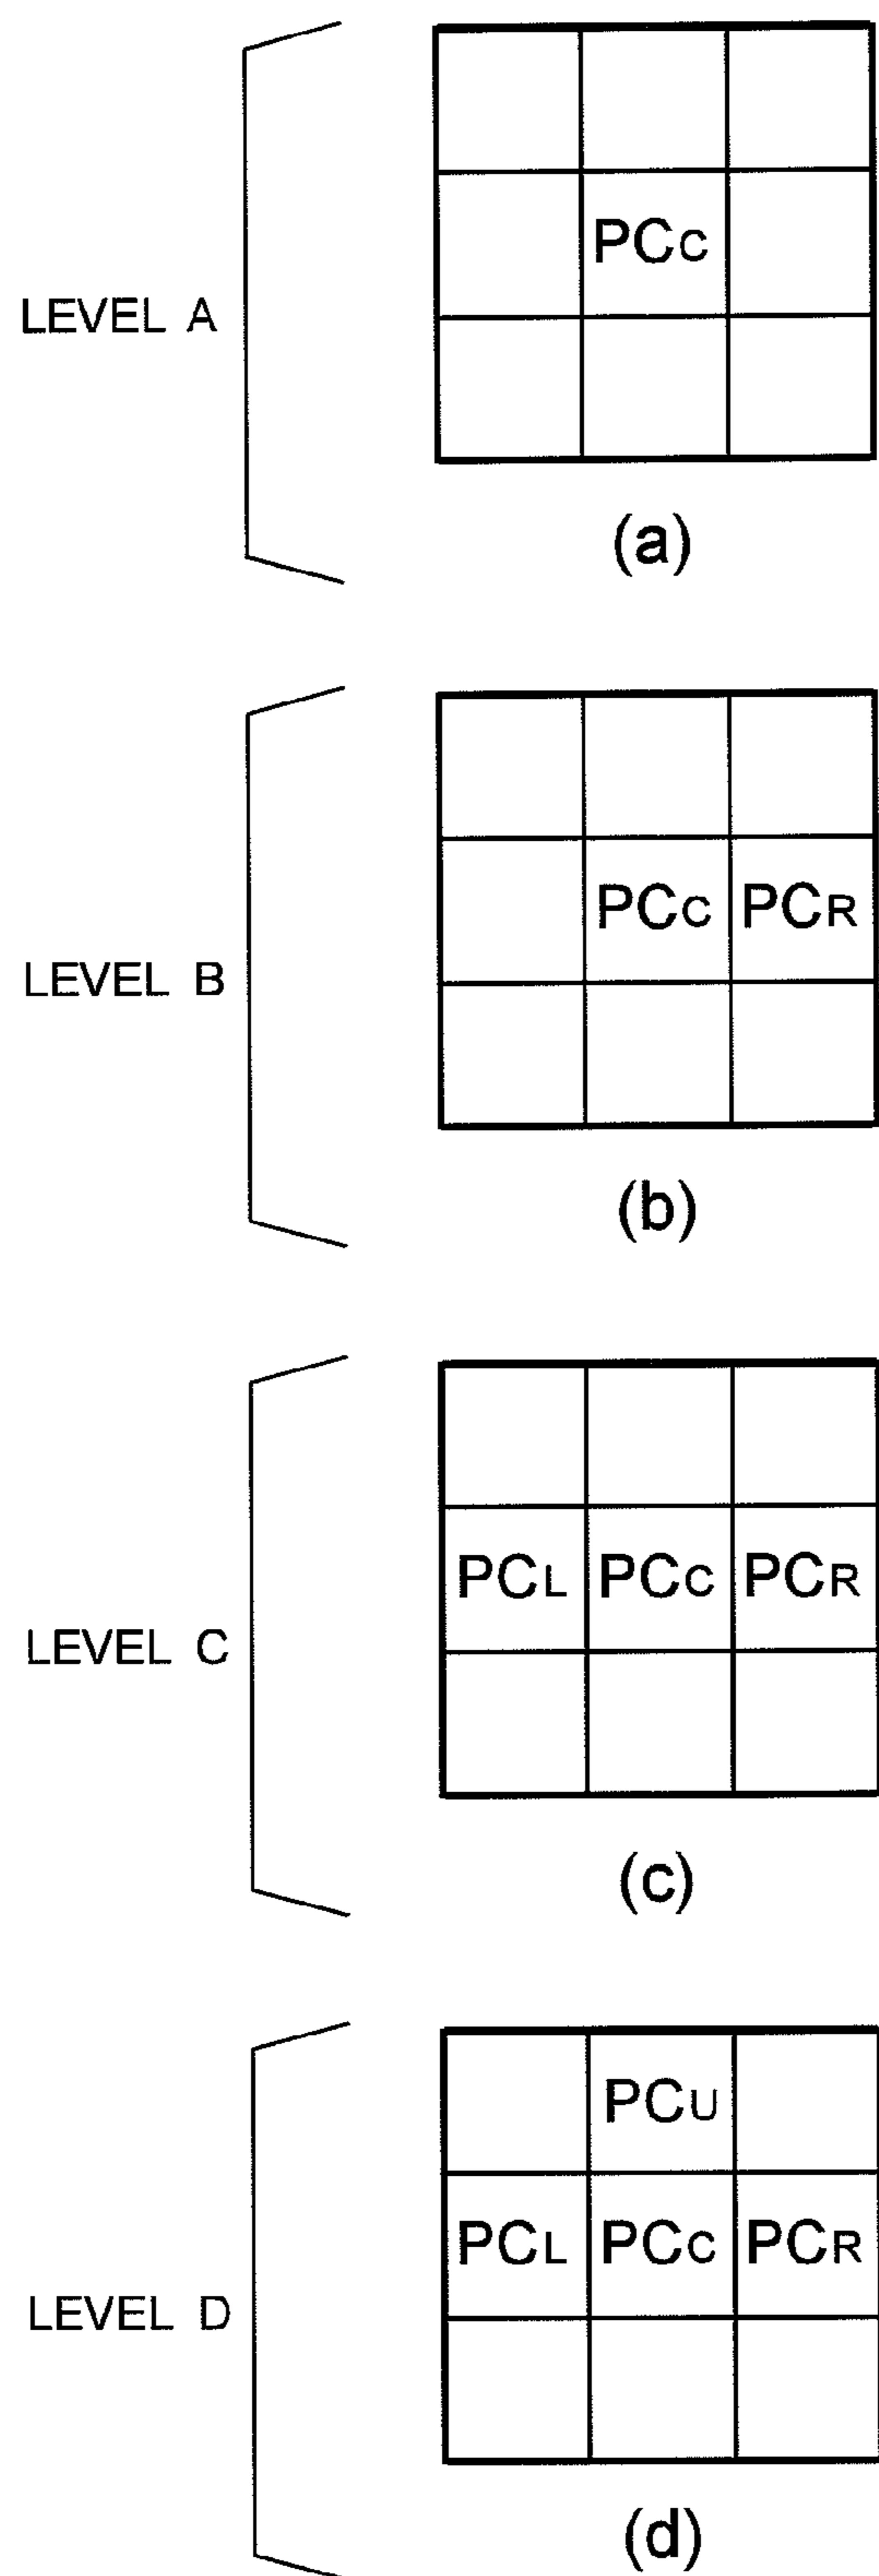 PCC
LEVEL A
(a)
PCC PCR
LEVEL B
(b)
PCL PCC PCR
LEVEL C
(c)
PCU
PCL PCC PCR
LEVEL D
(d)